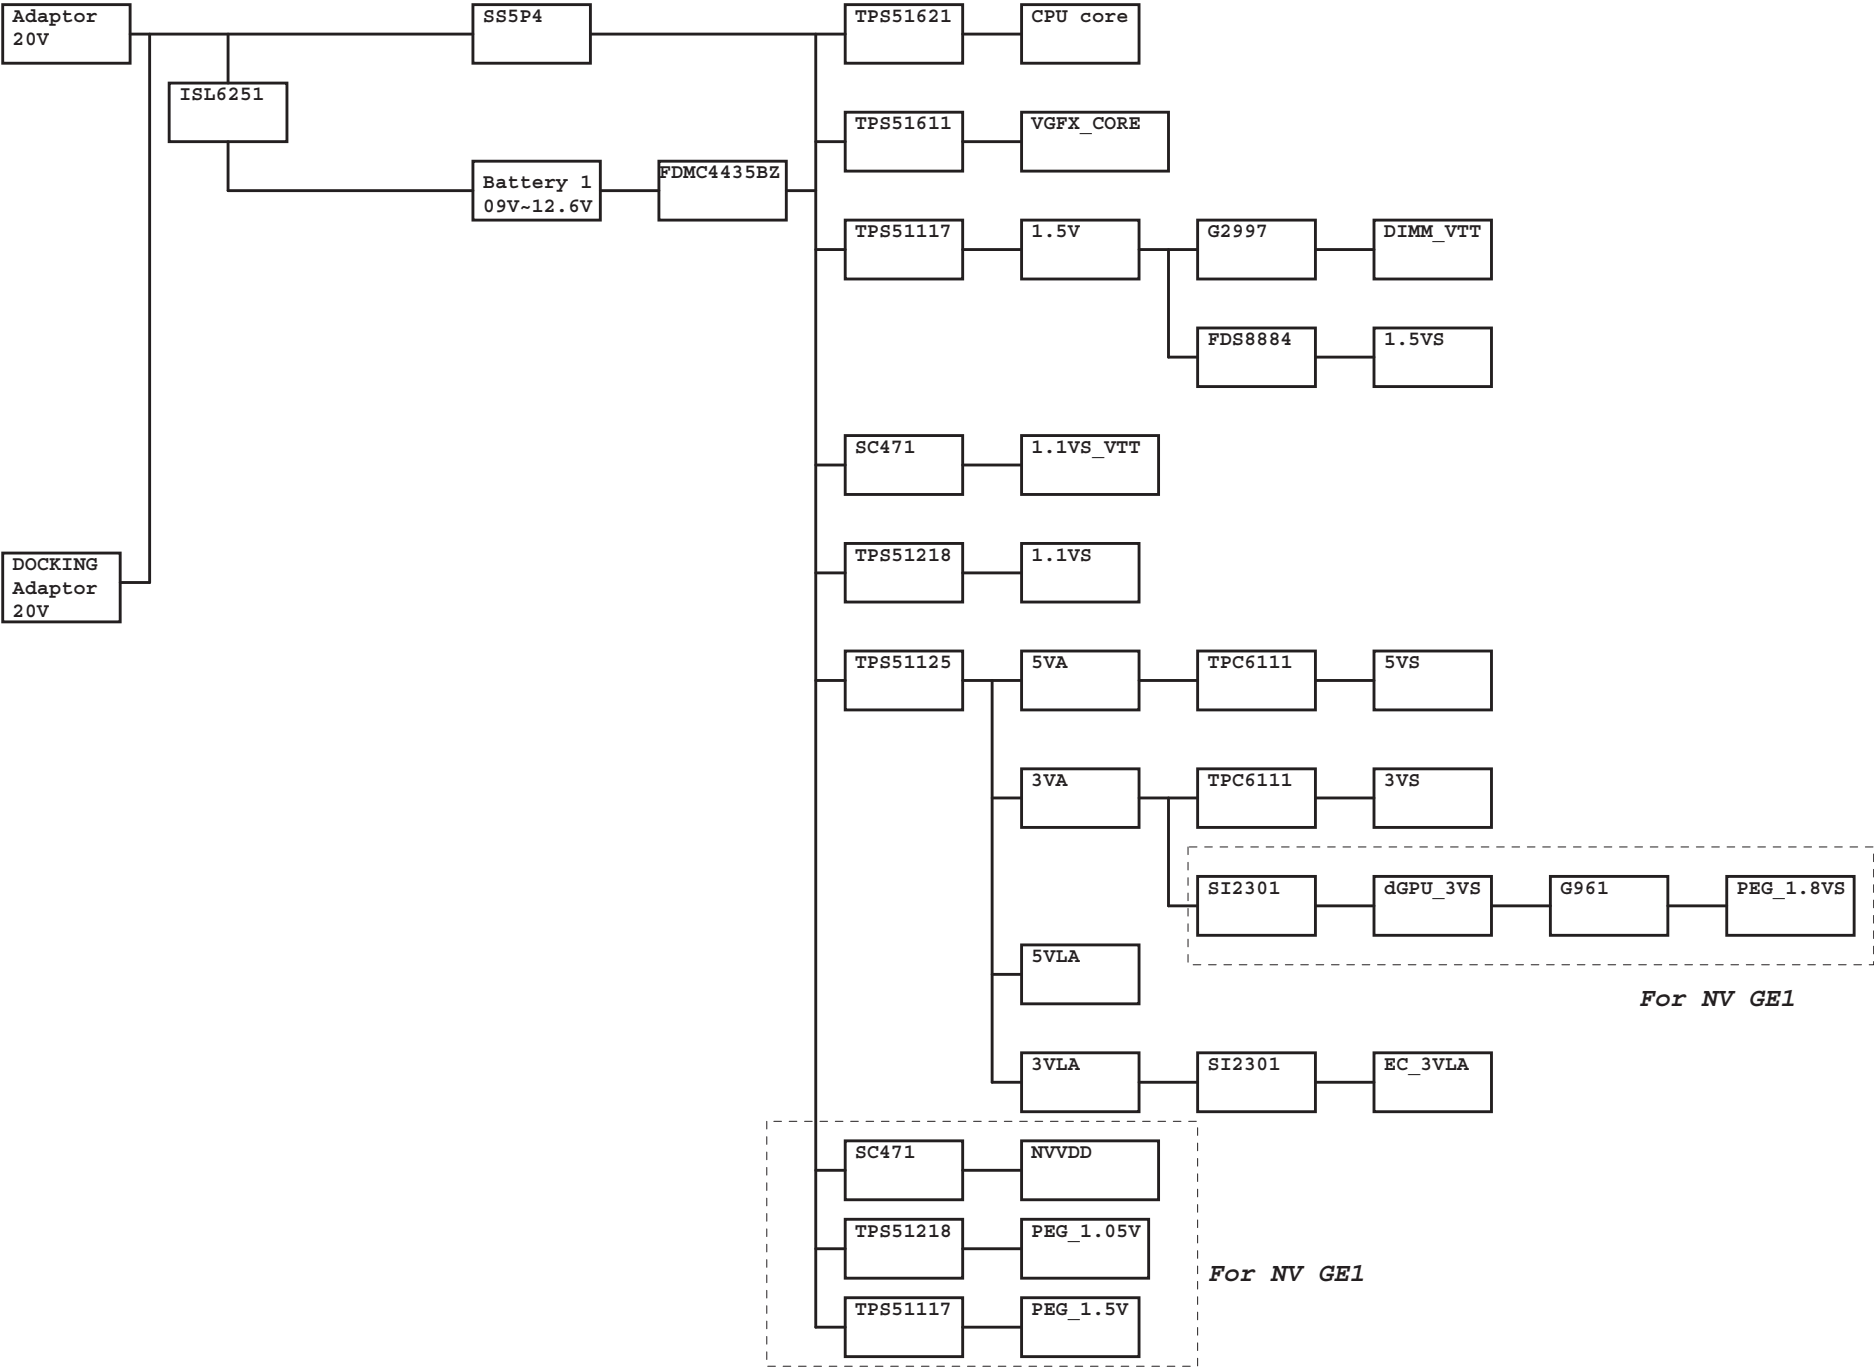 Adaptor
20V
SS5P4
TPS51621
CPU core
ISL6251
TPS51611
VGFX_CORE
Battery 1
09V~12.6V
FDMC4435BZ
TPS51117
1.5V
G2997
DIMM_VTT
FDS8884
1.5VS
SC471
1.1VS_VTT
DOCKING
Adaptor
20V
TPS51218
1.1VS
TPS51125
5VA
TPC6111
5VS
3VA
TPC6111
3VS
SI2301
dGPU_3VS
G961
PEG_1.8VS
5VLA
For NV GE1
3VLA
SI2301
EC_3VLA
SC471
NVVDD
TPS51218
PEG_1.05V
For NV GE1
TPS51117
PEG_1.5V